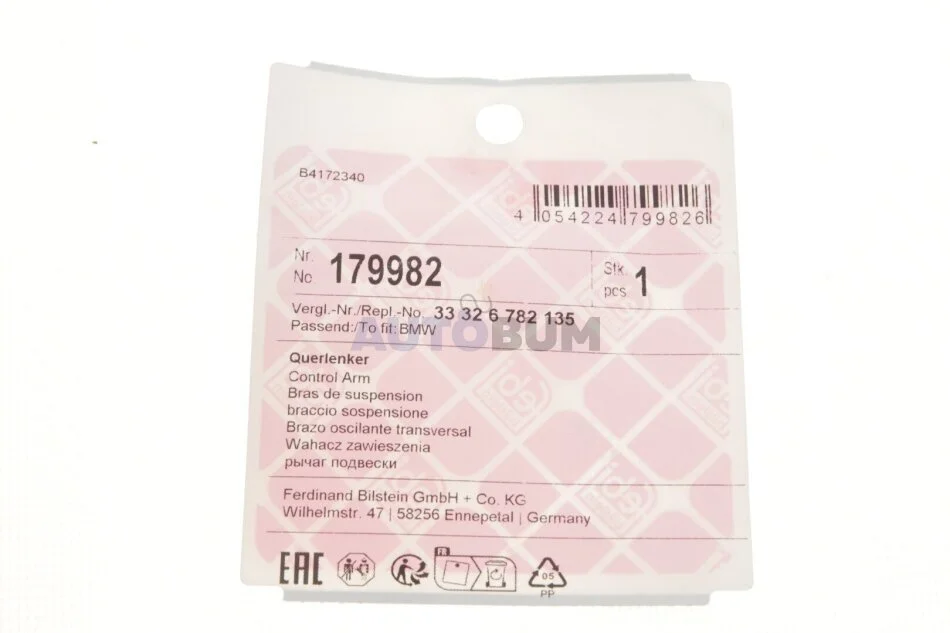 B4172340
4 054224 799826
Nr.
No 179982
Stk.
pcs 1
Vergl.-Nr./Repl.-No. 33 32 6 782 135
Passend:/To fit: BMW
AUTOBUM
Querlenker
Control Arm
Bras de suspension
braccio sospensione
Brazo oscilante transversal
Wahacz zawieszenia
рычаг подвески
Ferdinand Bilstein GmbH + Co. KG
Wilhelmstr. 47 | 58256 Ennepetal | Germany
EAC
FR
05
PP